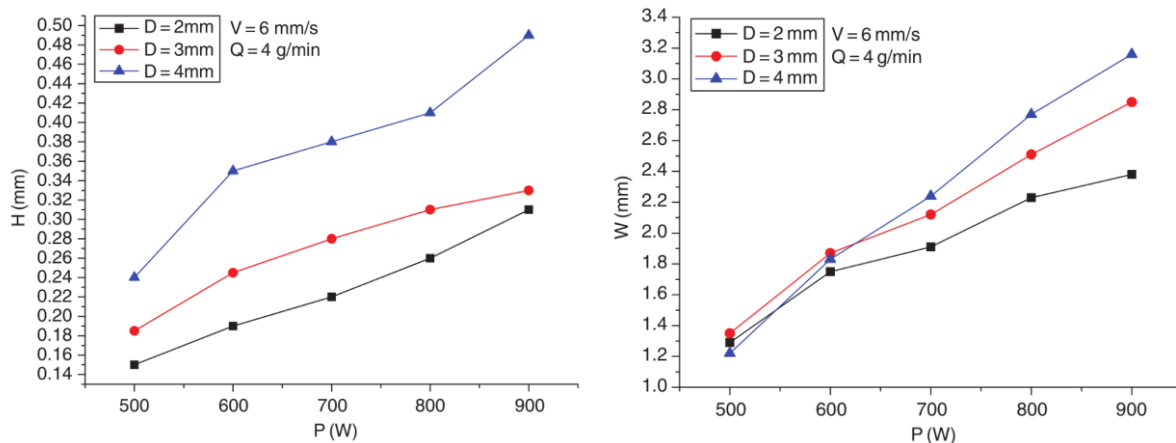 D = 2mm V = 6 mm/s
D = 3mm Q = 4 g/min
D = 4mm
0.50
0.48
0.46
0.44
0.42
0.40
0.38
0.36
0.34
0.32
0.30
0.28
0.26
0.24
0.22
0.20
0.18
0.16
0.14
H (mm)
500 600 700 800 900
P (W)
D = 2 mm V = 6 mm/s
D = 3 mm Q = 4 g/min
D = 4 mm
3.4
3.2
3.0
2.8
2.6
2.4
2.2
2.0
1.8
1.6
1.4
1.2
1.0
W (mm)
500 600 700 800 900
P (W)